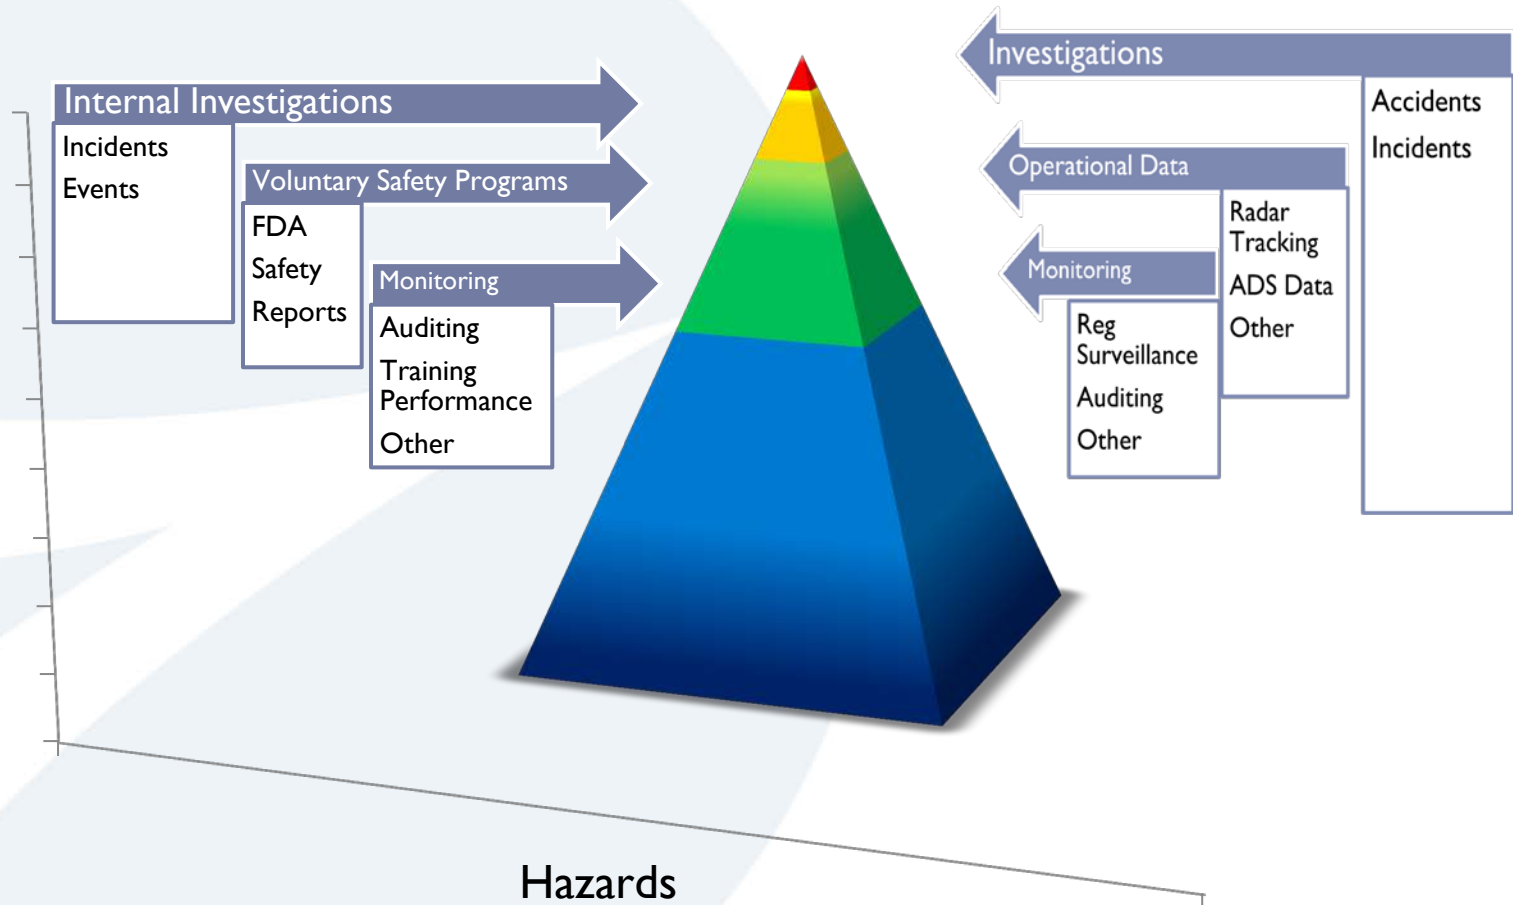 Internal Investigations
Incidents
Events
Voluntary Safety Programs
FDA
Safety
Reports
Monitoring
Auditing
Training
Performance
Other
Investigations
Accidents
Incidents
Operational Data
Radar
Tracking
ADS Data
Other
Monitoring
Reg
Surveillance
Auditing
Other
Hazards